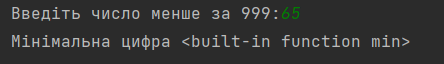 Введіть число менше за 999:65
Мінімальна цифра <built-in function min>